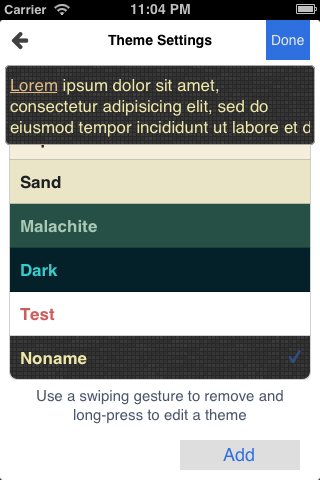 Carrier 11:04 PM
Theme Settings Done
Lorem ipsum dolor sit amet,
consectetur adipisicing elit, sed do
eiusmod tempor incididunt ut labore et d
Sand
Malachite
Dark
Test
Noname
Use a swiping gesture to remove and
long-press to edit a theme
Add